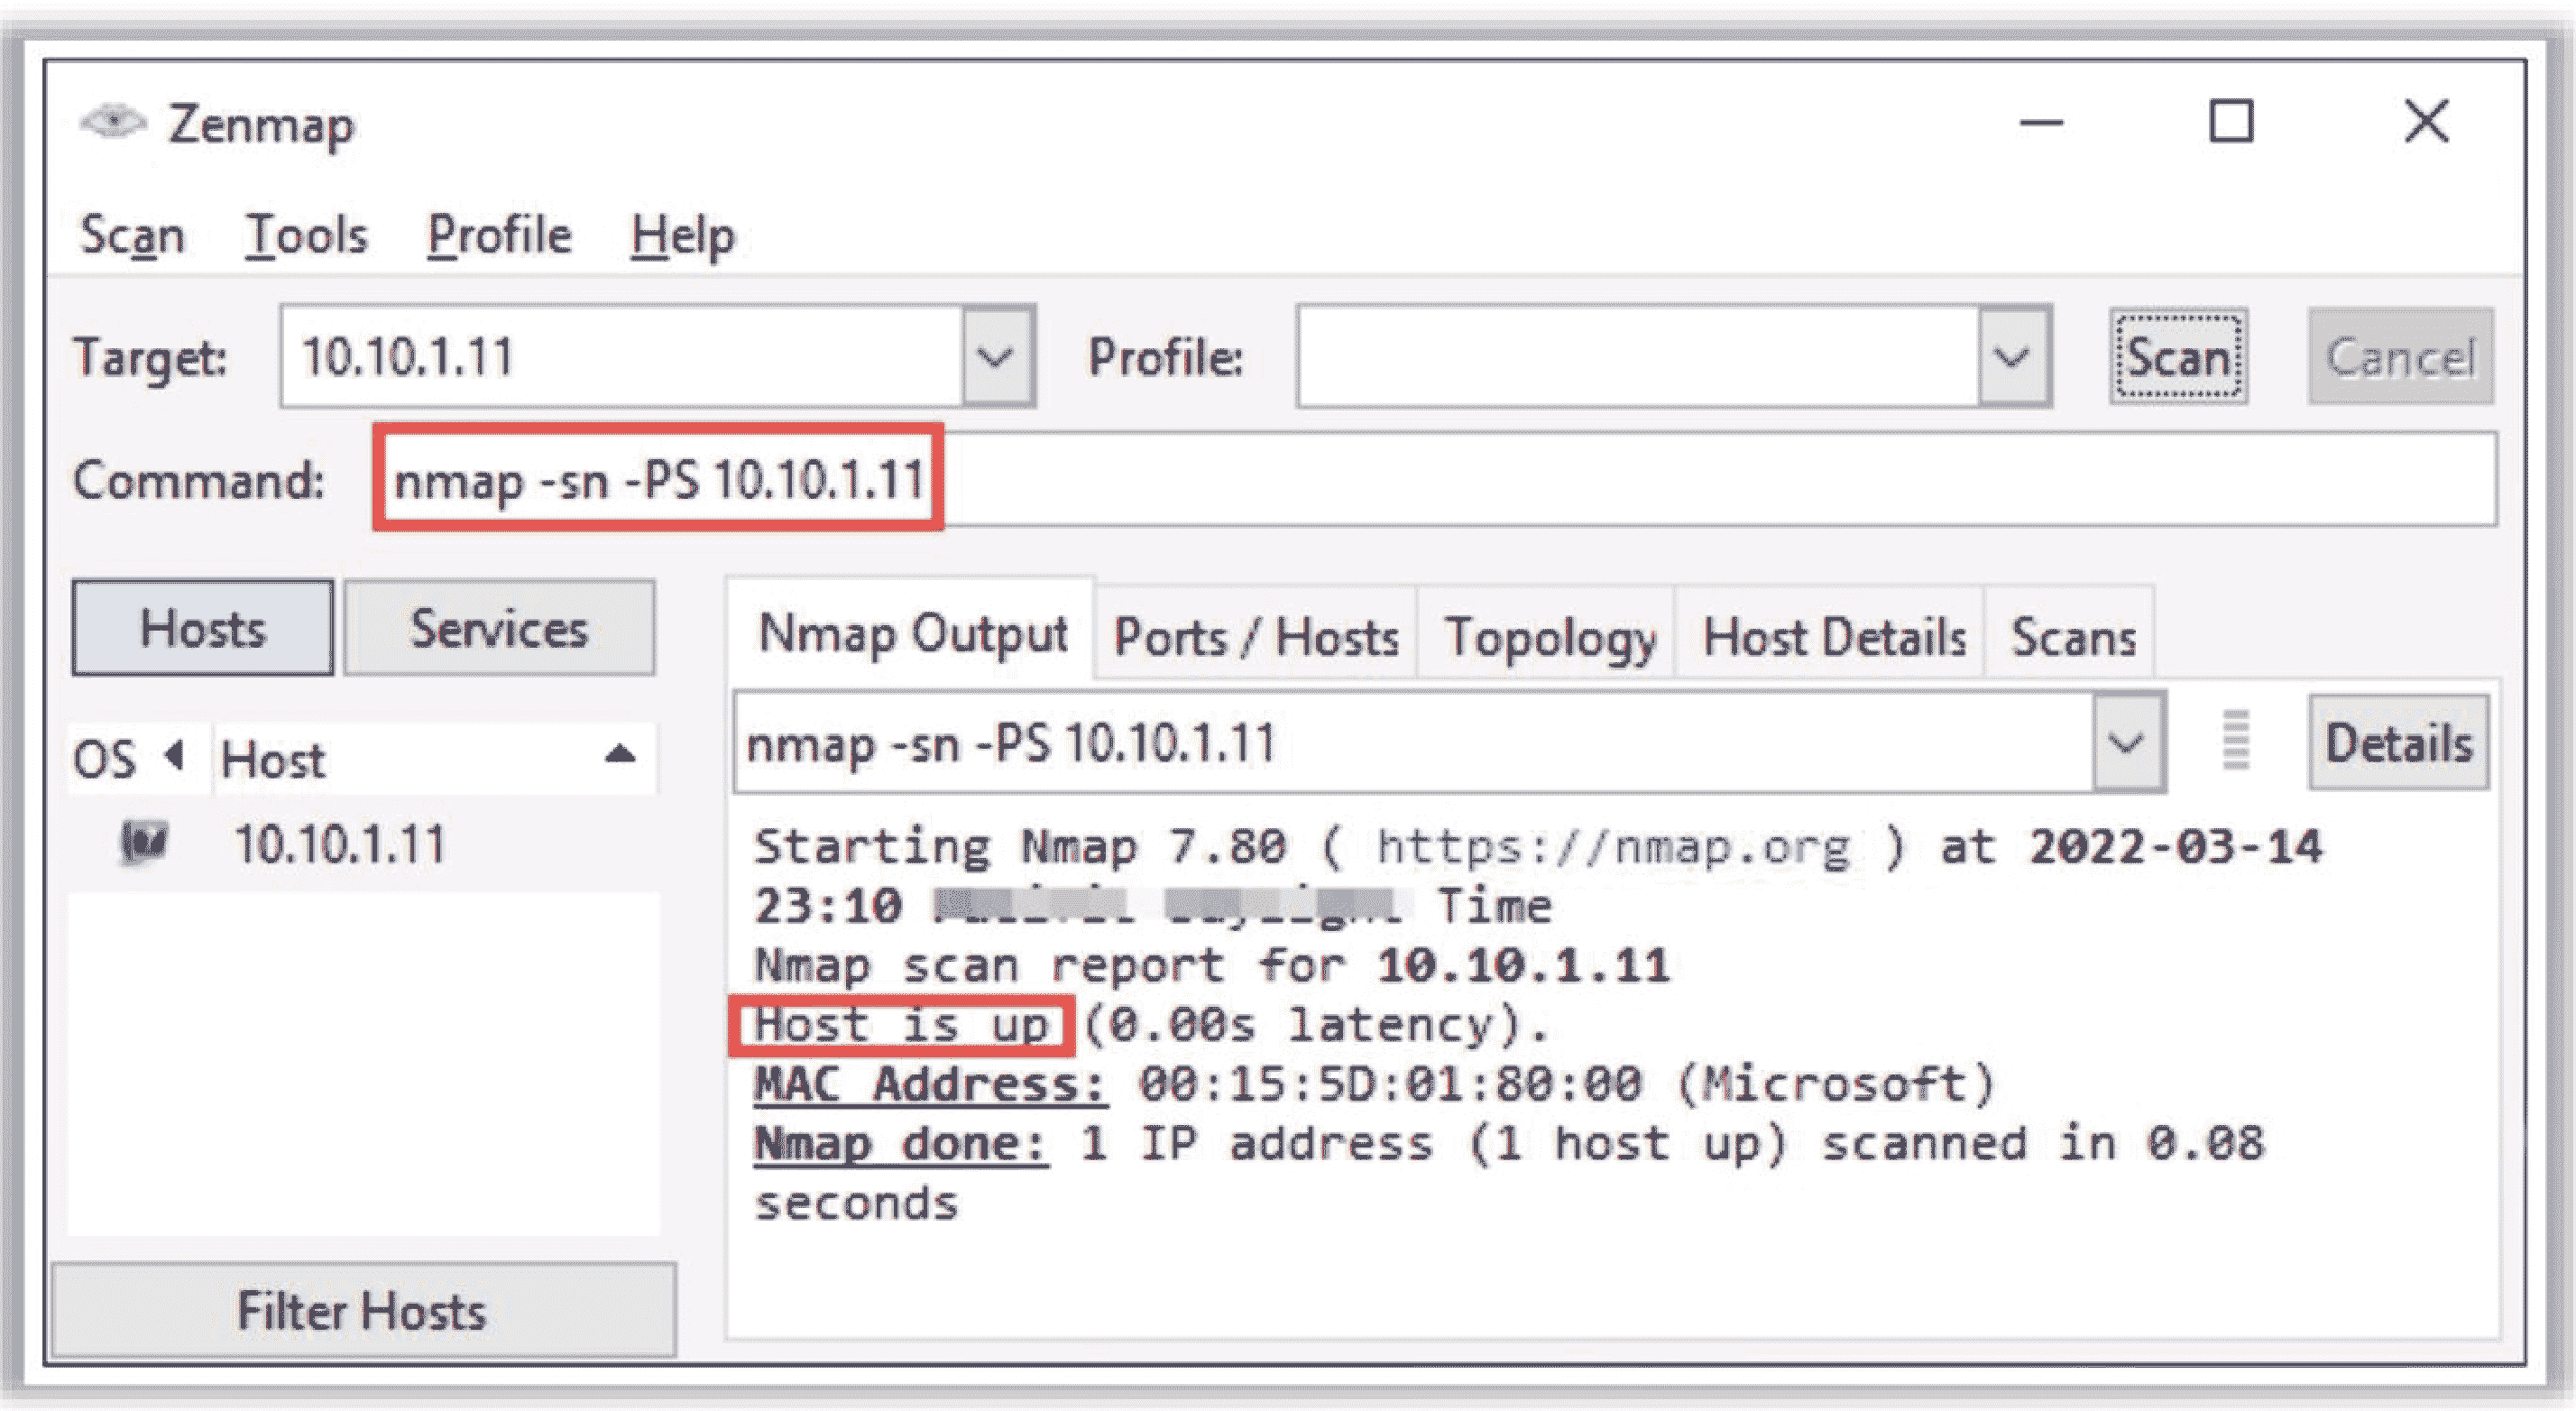 Zenmap
Scan Tools Profile Help
Target: 10.10.1.11 Profile: Scan Cancel
Command: nmap -sn -PS 10.10.1.11
Hosts Services
OS Host
10.10.1.11
Filter Hosts
Nmap Output Ports / Hosts Topology Host Details Scans
nmap -sn -PS 10.10.1.11 Details
Starting Nmap 7.80 ( https://nmap.org ) at 2022-03-14
23:10 Time
Nmap scan report for 10.10.1.11
Host is up (0.00s latency).
MAC Address: 00:15:5D:01:80:00 (Microsoft)
Nmap done: 1 IP address (1 host up) scanned in 0.08
seconds